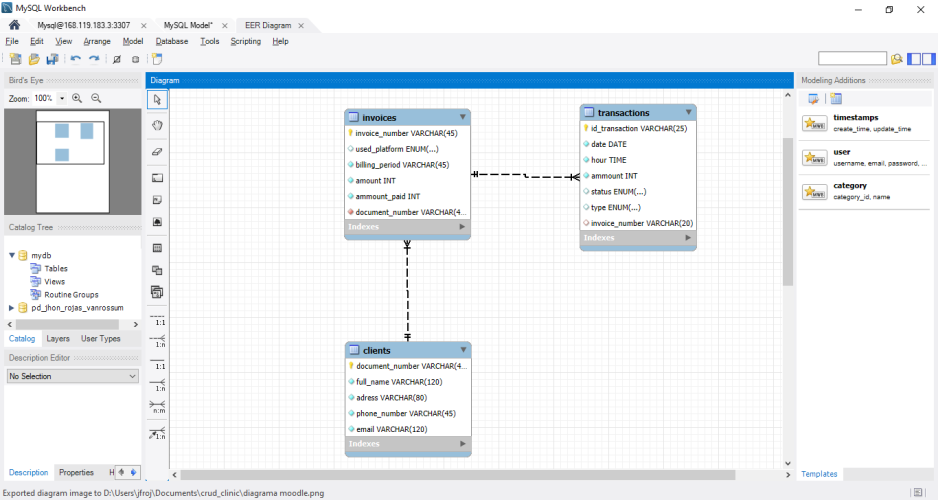 MySQL Workbench
Mysql@168.119.183.3:3307
MySQL Model*
EER Diagram
File Edit View Arrange Model Database Tools Scripting Help
Bird's Eye
Zoom: 100%
Catalog Tree
mydb
Tables
Views
Routine Groups
pd_jhon_rojas_vanrossum
Catalog Layers User Types
Description Editor
No Selection
Description Properties H
Diagram
1:1
1:n
1:1
1:n
n:m
1:n
invoices
invoice_number VARCHAR(45)
used_platform ENUM(...)
billing_period VARCHAR(45)
amount INT
ammount_paid INT
document_number VARCHAR(4...
Indexes
transactions
id_transaction VARCHAR(25)
date DATE
hour TIME
ammount INT
status ENUM(...)
type ENUM(...)
invoice_number VARCHAR(20)
Indexes
clients
document_number VARCHAR(4...
full_name VARCHAR(120)
adress VARCHAR(80)
phone_number VARCHAR(45)
email VARCHAR(120)
Indexes
Modeling Additions
timestamps
create_time, update_time
user
username, email, password, ...
category
category_id, name
Templates
Exported diagram image to D:\Users\jfroj\Documents\crud_clinic\diagrama moodle.png